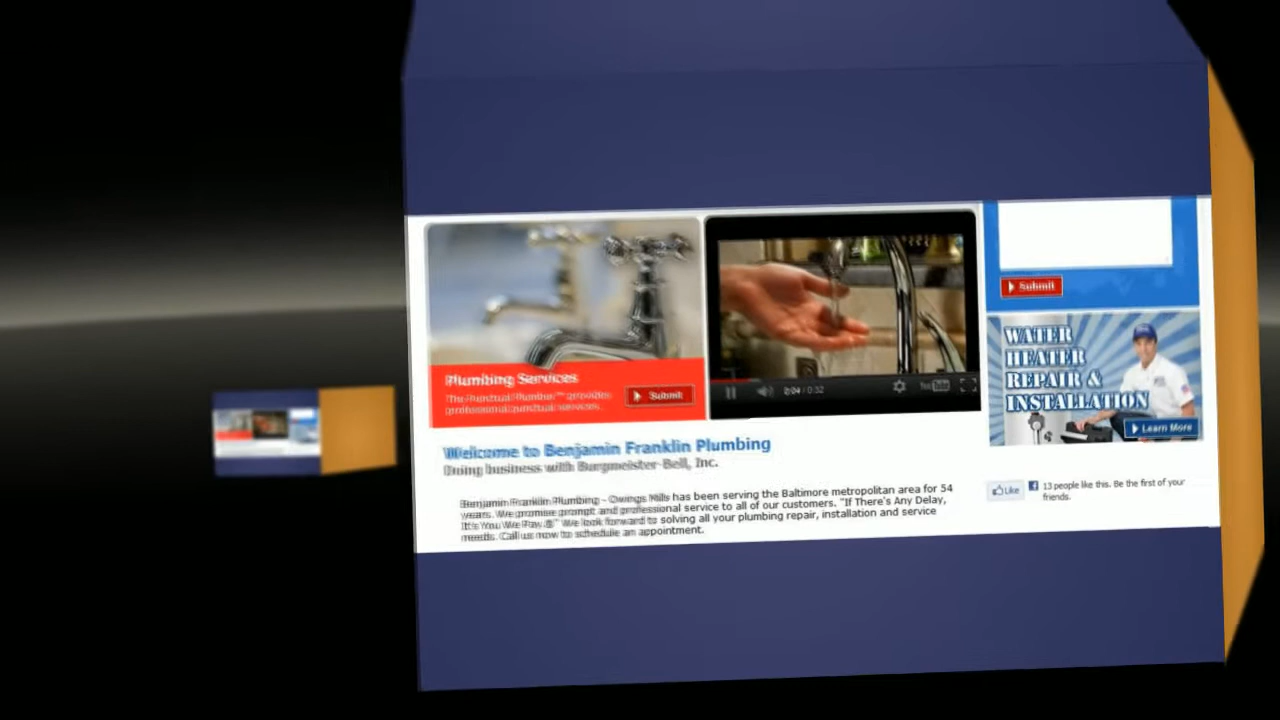 Submit
WATER
HEATER
REPAIR &
INSTALLATION
Learn More
Plumbing Services
The Punctual Plumber™ provides
professional punctual services.
Submit
2:04 / 0:32
YouTube
Welcome to Benjamin Franklin Plumbing
Doing business with Burgmeister-Bell, Inc.
Benjamin Franklin Plumbing - Owings Mills has been serving the Baltimore metropolitan area for 54
years. We promise prompt and professional service to all of our customers. "If There's Any Delay,
It's You We Pay.®" We look forward to solving all your plumbing repair, installation and service
needs. Call us now to schedule an appointment.
Like
13 people like this. Be the first of your
friends.